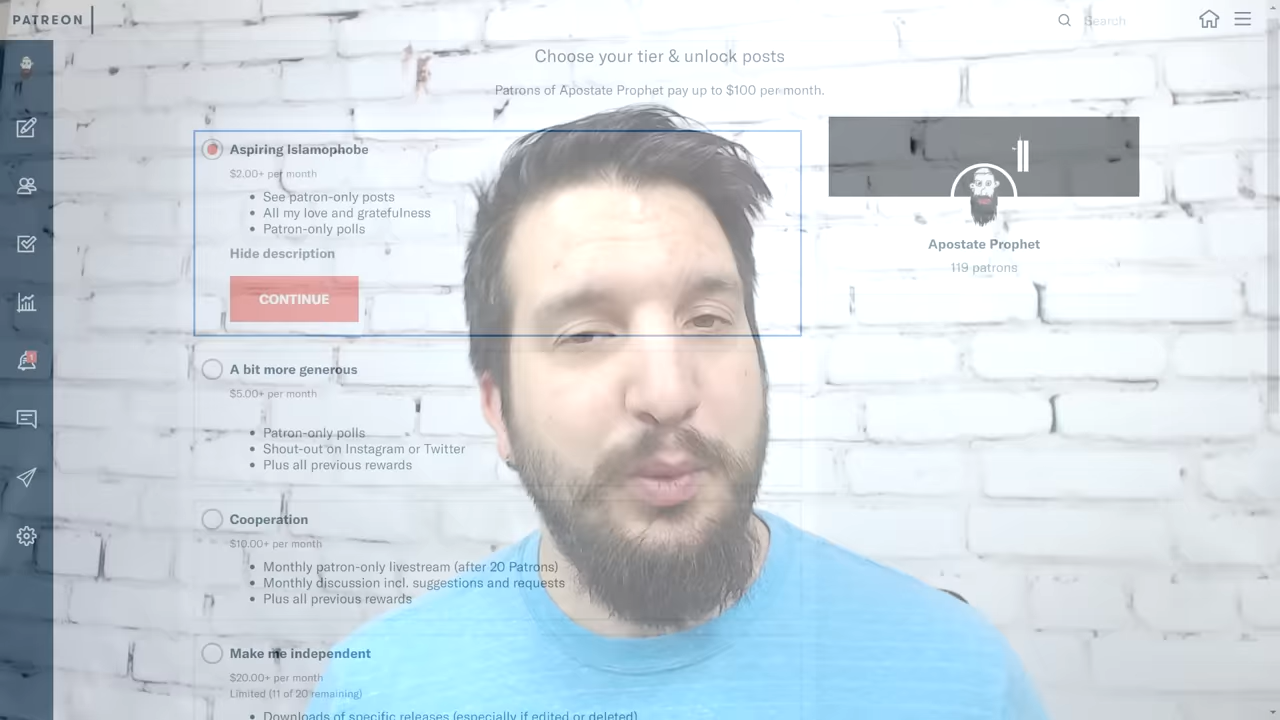 PATREON
Search
Choose your tier & unlock posts
Patrons of Apostate Prophet pay up to $100 per month.
Aspiring Islamophobe
$2.00+ per month
See patron-only posts
All my love and gratefulness
Patron-only polls
Hide description
CONTINUE
Apostate Prophet
119 patrons
A bit more generous
$5.00+ per month
Patron-only polls
Shout-out on Instagram or Twitter
Plus all previous rewards
Cooperation
$10.00+ per month
Monthly patron-only livestream (after 20 Patrons)
Monthly discussion incl. suggestions and requests
Plus all previous rewards
Make me independent
$20.00+ per month
Limited (11 of 20 remaining)
Downloads of specific releases (especially if edited or deleted)
1